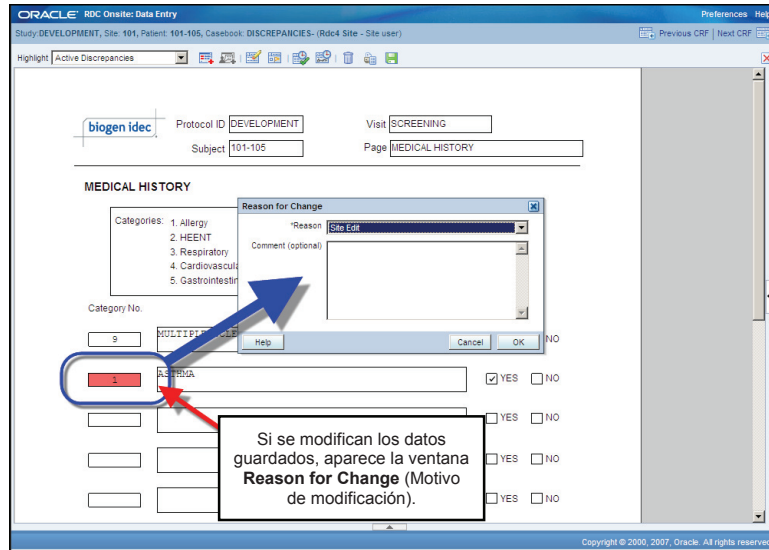 ORACLE RDC Onsite: Data Entry
Preferences Help
Study:DEVELOPMENT, Site: 101, Patient: 101-105, Casebook: DISCREPANCIES- (Rdc4 Site - Site user)
Previous CRF | Next CRF
Highlight Active Discrepancies
biogen idec
Protocol ID DEVELOPMENT
Visit SCREENING
Subject 101-105
Page MEDICAL HISTORY
MEDICAL HISTORY
Categories: 1. Allergy
2. HEENT
3. Respiratory
4. Cardiovascula
5. Gastrointestin
Reason for Change
*Reason Site Edit
Comment (optional)
Help Cancel OK
Category No.
9 NO
1 ASTHMA YES NO
YES NO
YES NO
YES NO
Si se modifican los datos
guardados, aparece la ventana
Reason for Change (Motivo
de modificación).
Copyright © 2000, 2007, Oracle. All rights reserved